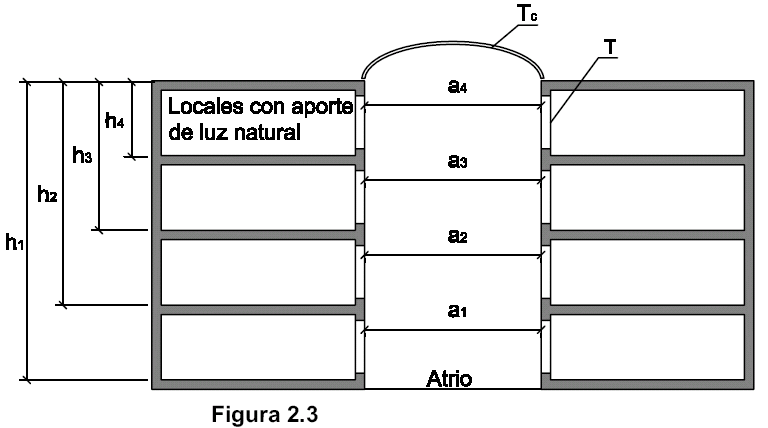 Tc
T
a4
Locales con aporte
de luz natural
h4
h3
a3
h2
a2
h1
a1
Atrio
Figura 2.3